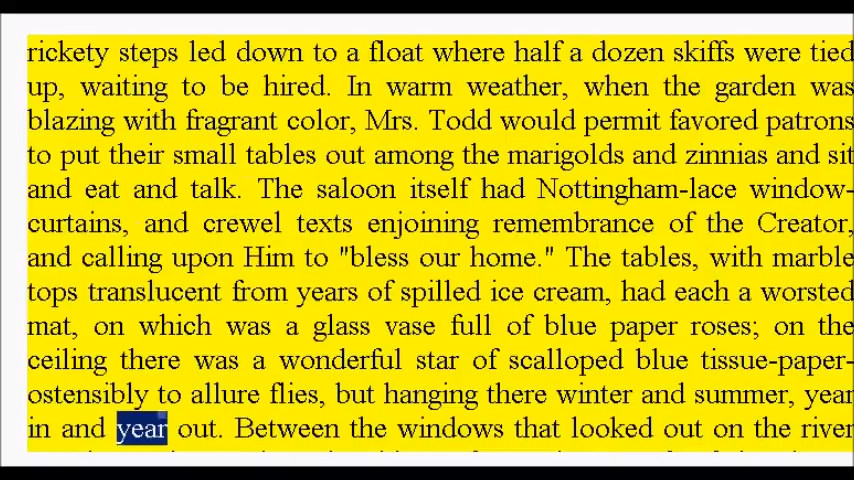 rickety steps led down to a float where half a dozen skiffs were tied
up, waiting to be hired. In warm weather, when the garden was
blazing with fragrant color, Mrs. Todd would permit favored patrons
to put their small tables out among the marigolds and zinnias and sit
and eat and talk. The saloon itself had Nottingham-lace window-
curtains, and crewel texts enjoining remembrance of the Creator,
and calling upon Him to "bless our home." The tables, with marble
tops translucent from years of spilled ice cream, had each a worsted
mat, on which was a glass vase full of blue paper roses; on the
ceiling there was a wonderful star of scalloped blue tissue-paper-
ostensibly to allure flies, but hanging there winter and summer, year
in and year out. Between the windows that looked out on the river